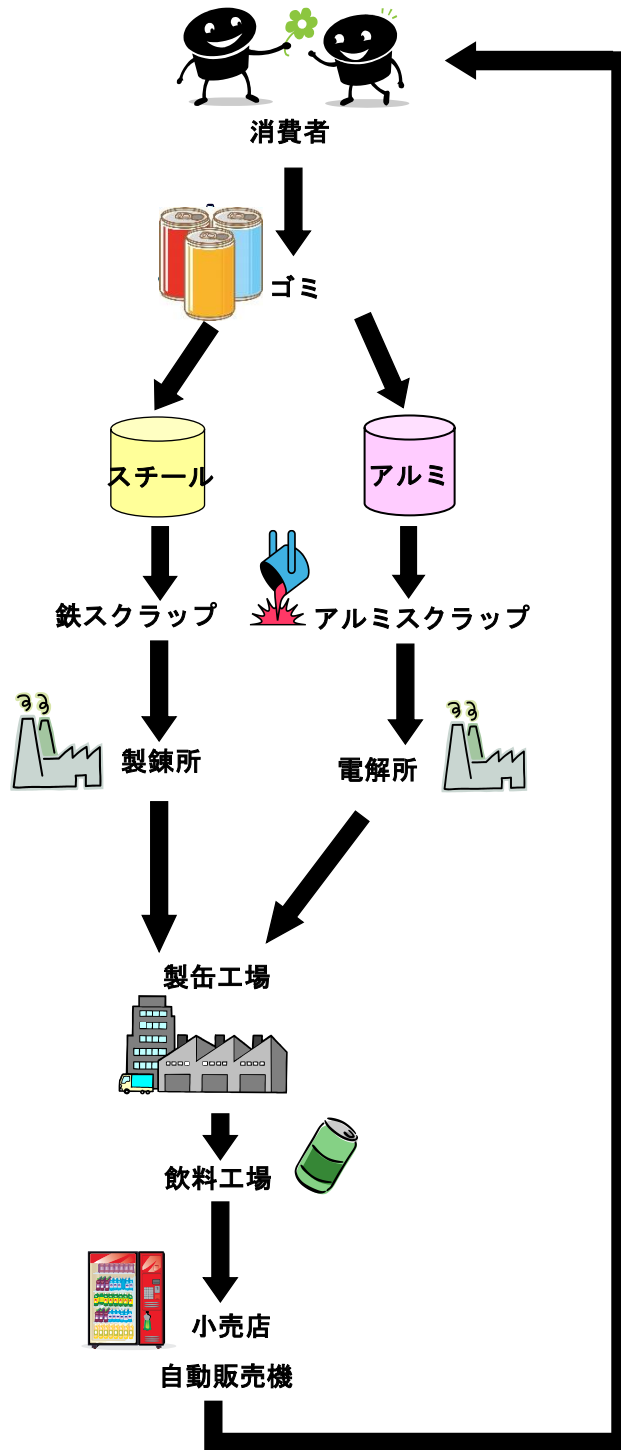 消費者
ゴミ
スチール
アルミ
鉄スクラップ
アルミスクラップ
製錬所
電解所
製缶工場
飲料工場
小売店
自動販売機